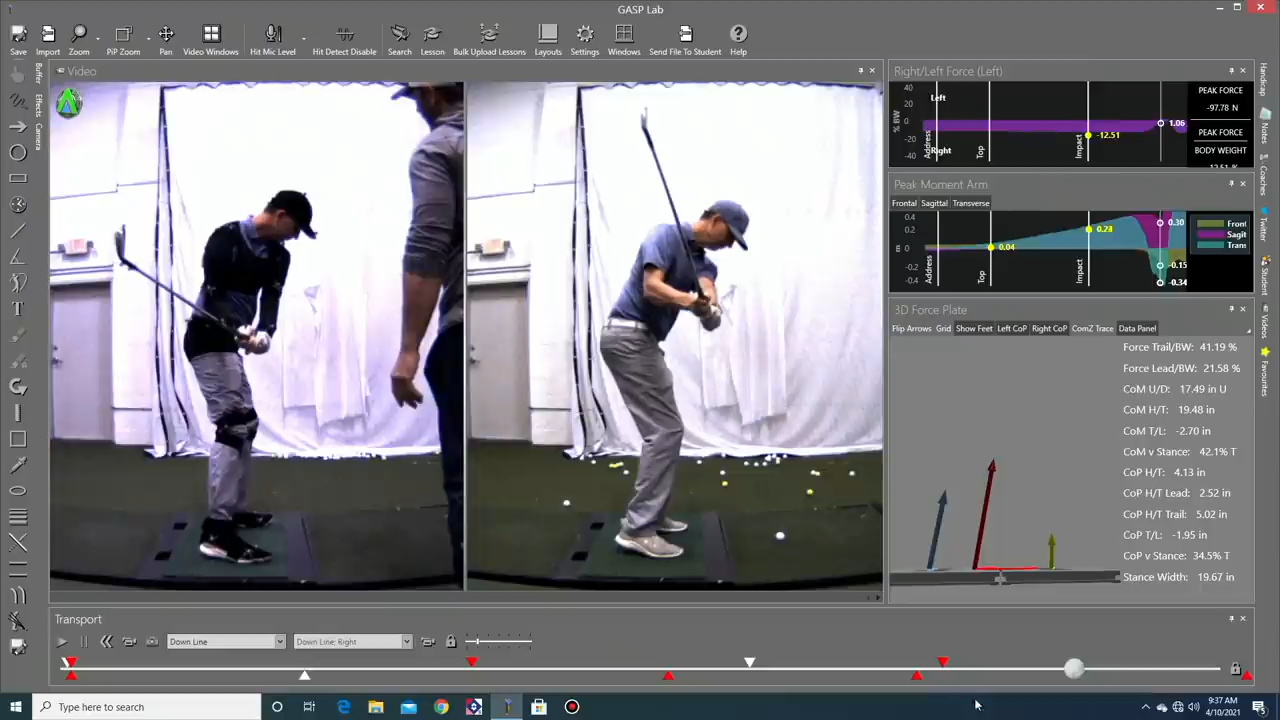 GASP Lab
Save Import Zoom PiP Zoom Pan Video Windows Hit Mic Level Hit Detect Disable Search Lesson Bulk Upload Lessons Layouts Settings Windows Send File To Student Help
Buffer
Effects
Camera
Video
Right/Left Force (Left)
40
20
0
-20
-40
% BW
Left
Right
Address
Top
Impact
-12.51
1.06
PEAK FORCE
-97.78 N
PEAK FORCE
BODY WEIGHT
Peak Moment Arm
Frontal Sagittal Transverse
0.4
0.2
0
-0.2
-0.4
m
Address
Top
Impact
0.04
0.23
0.30
-0.15
-0.34
Front
Sagit
Trans
3D Force Plate
Flip Arrows Grid Show Feet Left CoP Right CoP ComZ Trace Data Panel
Force Trail/BW: 41.19 %
Force Lead/BW: 21.58 %
CoM U/D: 17.49 in U
CoM H/T: 19.48 in
CoM T/L: -2.70 in
CoM v Stance: 42.1% T
CoP H/T: 4.13 in
CoP H/T Lead: 2.52 in
CoP H/T Trail: 5.02 in
CoP T/L: -1.95 in
CoP v Stance: 34.5% T
Stance Width: 19.67 in
Handicap
Notes
Coaches
Twitter
Student
Videos
Favourites
Transport
Down Line
Down Line; Right
Type here to search
9:37 AM
4/10/2021